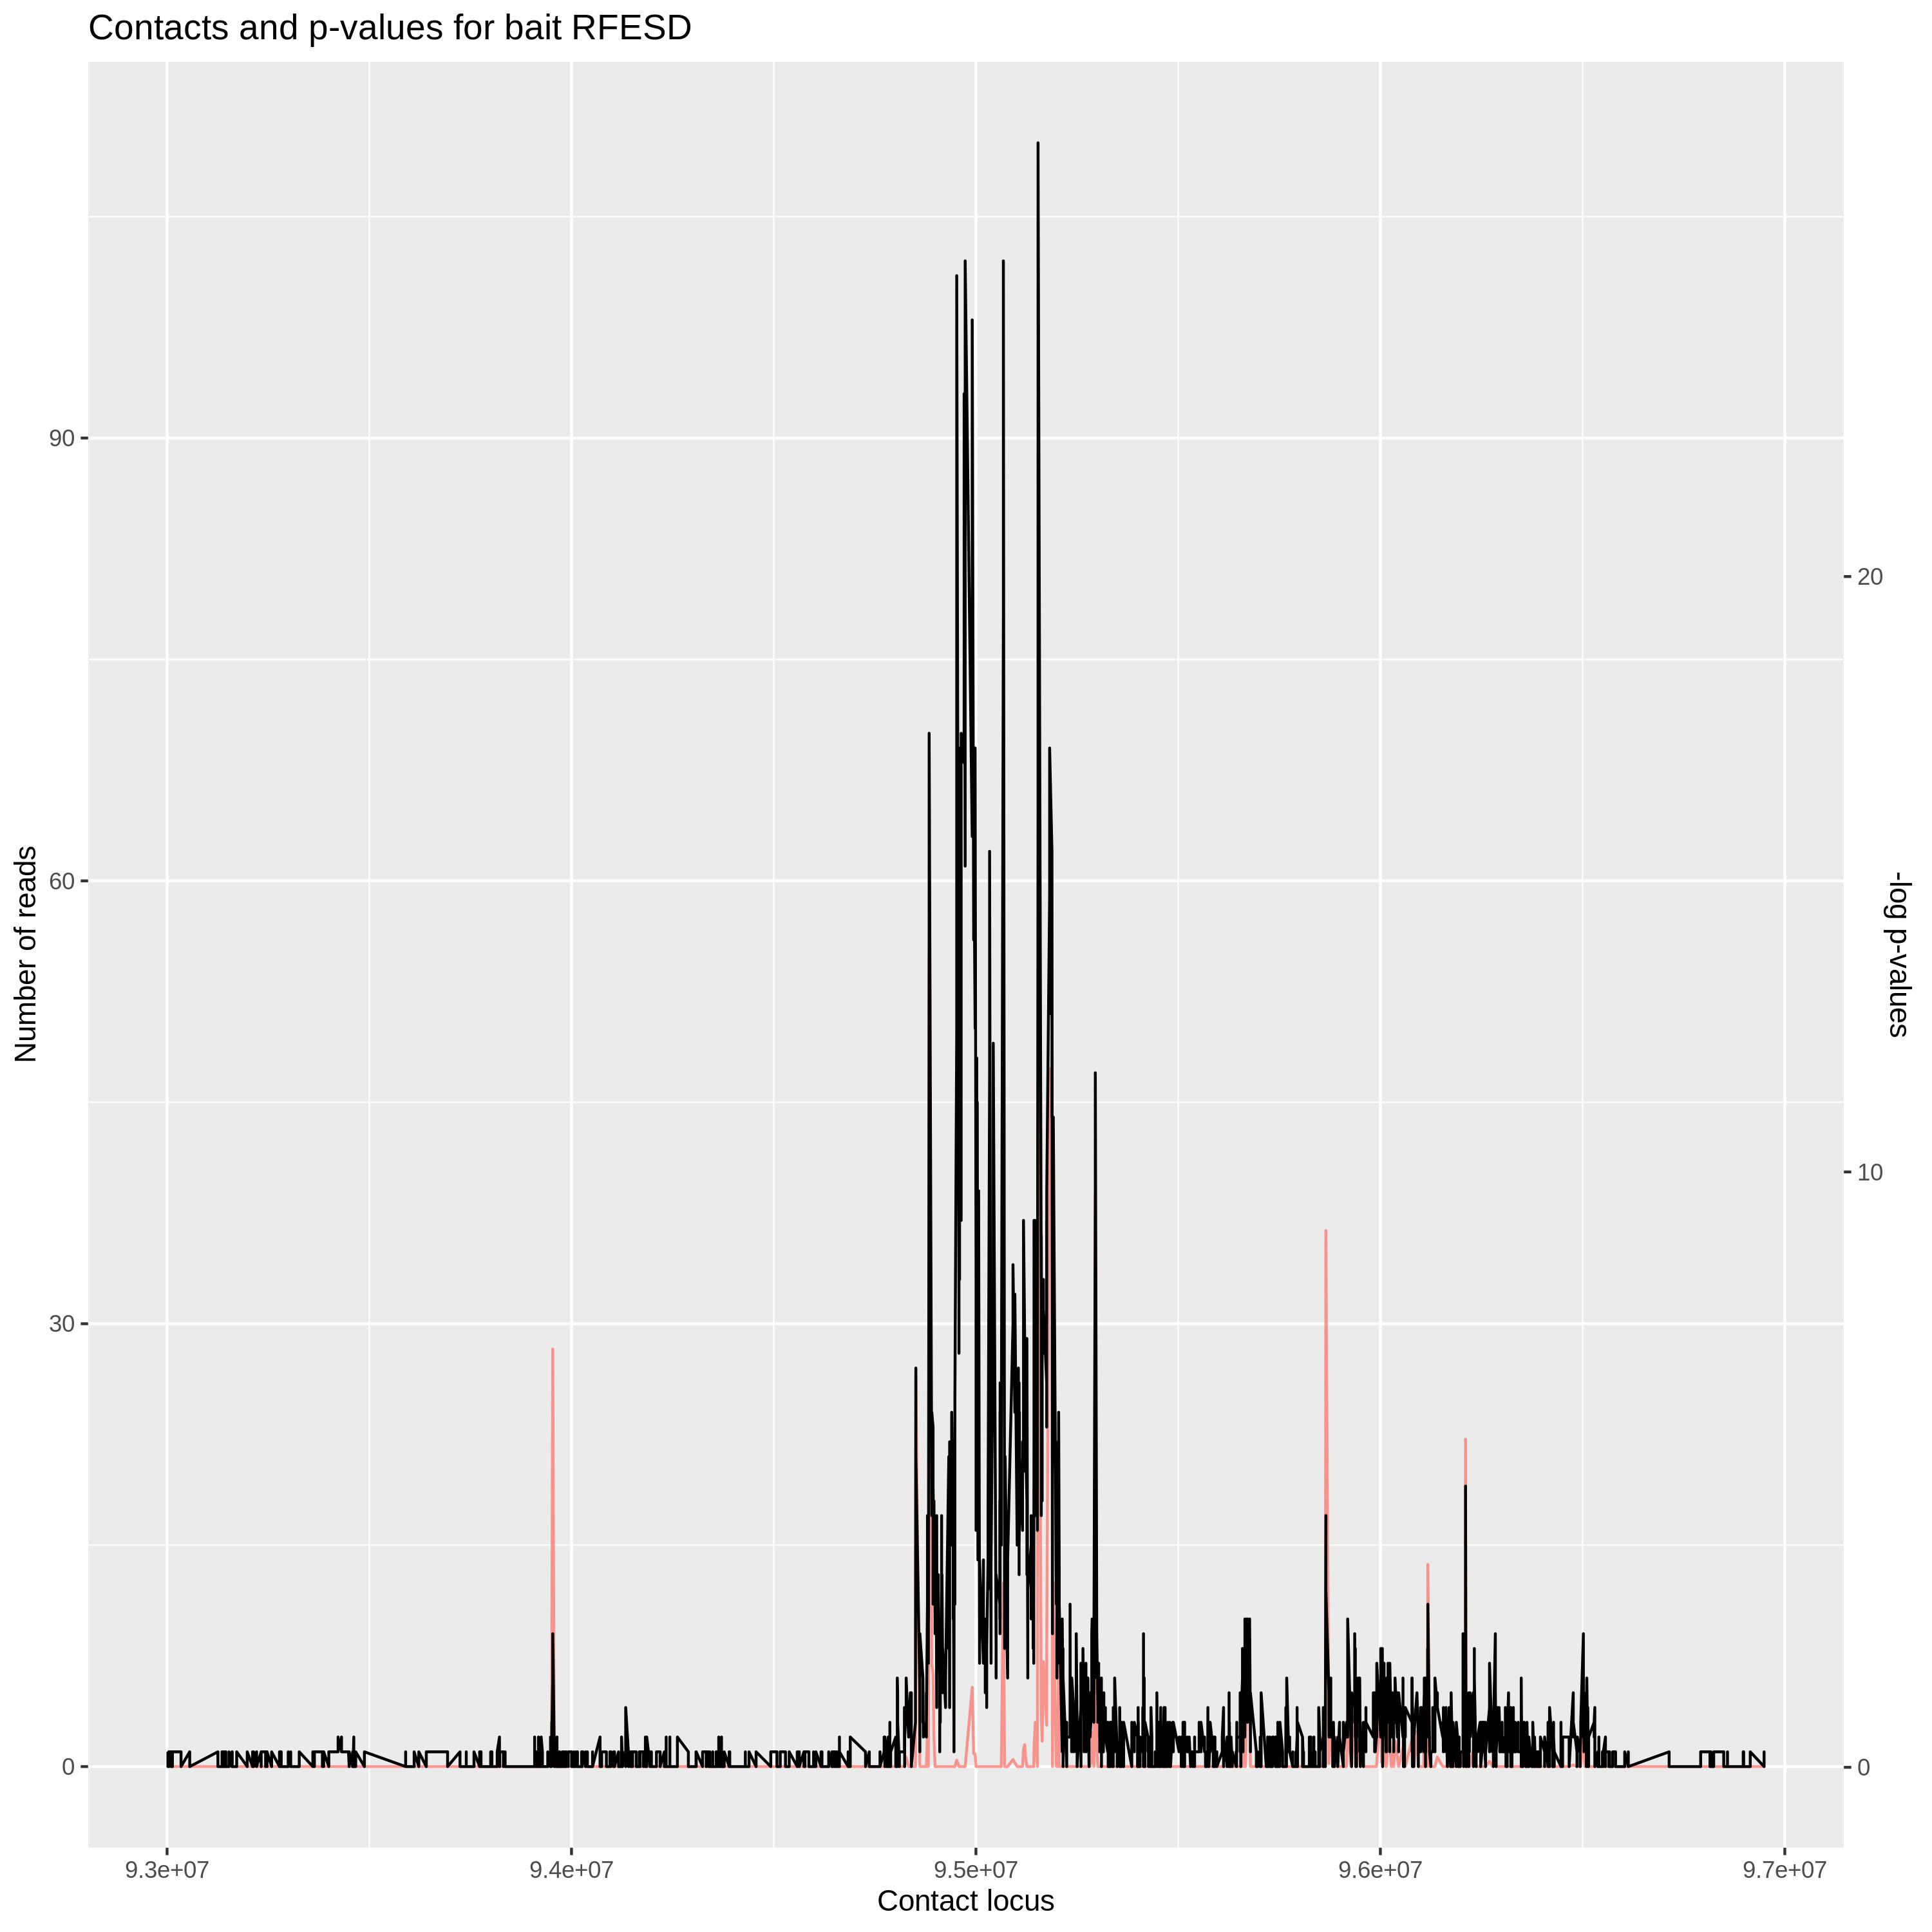 Contacts and p-values for bait RFESD
Number of reads
90
60
30
0
20
10
0
-log p-values
9.3e+07
9.4e+07
9.5e+07
9.6e+07
9.7e+07
Contact locus